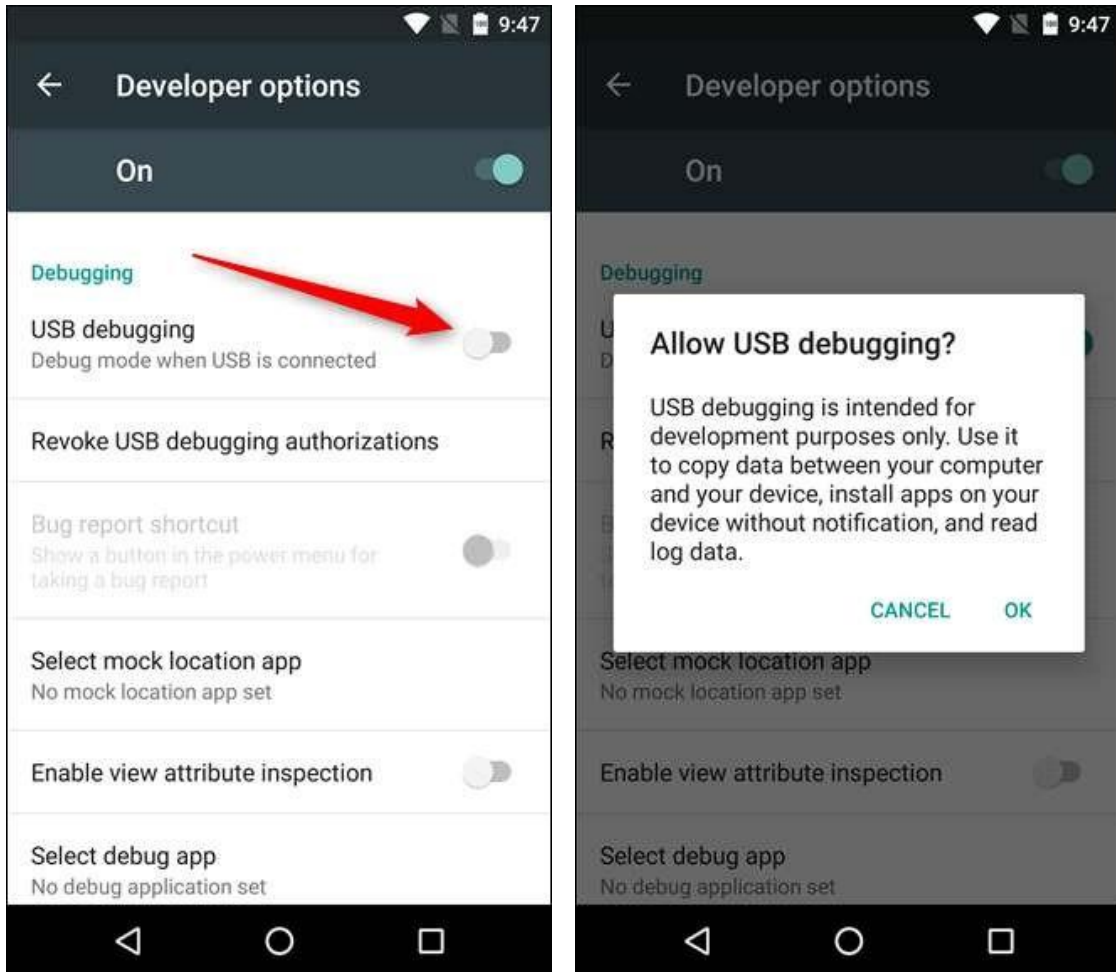 9:47
Developer options
On
Debugging
USB debugging
Debug mode when USB is connected
Revoke USB debugging authorizations
Bug report shortcut
Show a button in the power menu for
taking a bug report
Select mock location app
No mock location app set
Enable view attribute inspection
Select debug app
No debug application set
9:47
Developer options
On
Debugging
U
D
R
Allow USB debugging?
USB debugging is intended for
development purposes only. Use it
to copy data between your computer
and your device, install apps on your
device without notification, and read
log data.
CANCEL OK
Select mock location app
No mock location app set
Enable view attribute inspection
Select debug app
No debug application set